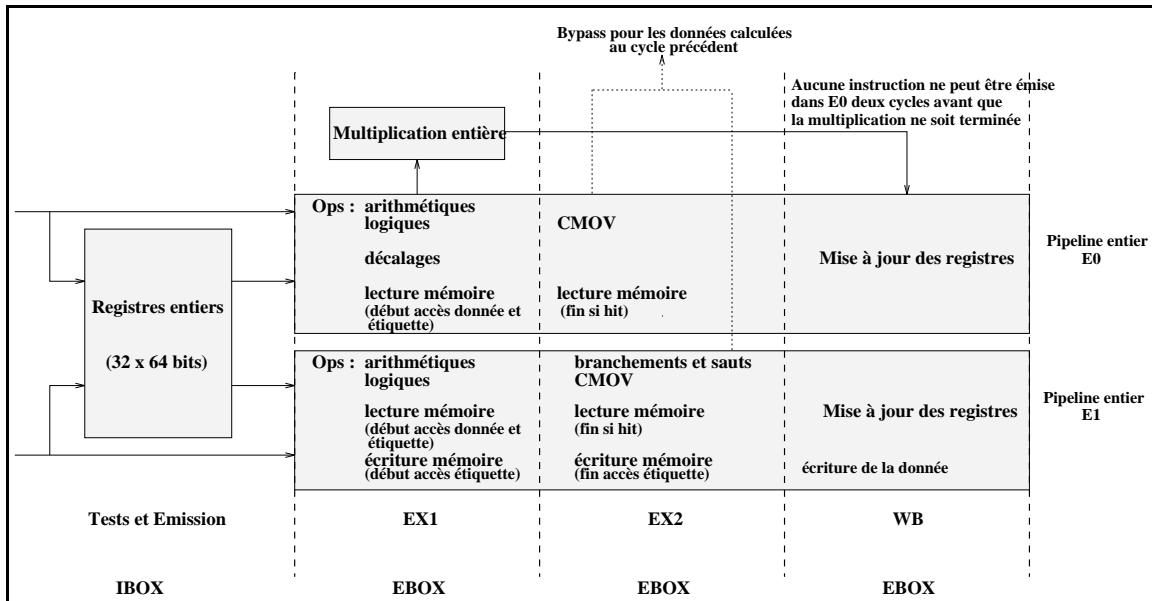 Bypass pour les données calculées
au cycle précédent
Aucune instruction ne peut être émise
dans E0 deux cycles avant que
la multiplication ne soit terminée
Multiplication entière
Ops : arithmétiques
logiques
CMOV
décalages
Mise à jour des registres
lecture mémoire
(début accès donnée et
étiquette)
lecture mémoire
(fin si hit)
Pipeline entier
E0
Registres entiers
(32 x 64 bits)
Ops : arithmétiques
logiques
branchements et sauts
CMOV
lecture mémoire
(début accès donnée et
étiquette)
lecture mémoire
(fin si hit)
Mise à jour des registres
écriture mémoire
(début accès étiquette)
écriture mémoire
(fin accès étiquette)
écriture de la donnée
Pipeline entier
E1
Tests et Emission
EX1
EX2
WB
IBOX
EBOX
EBOX
EBOX